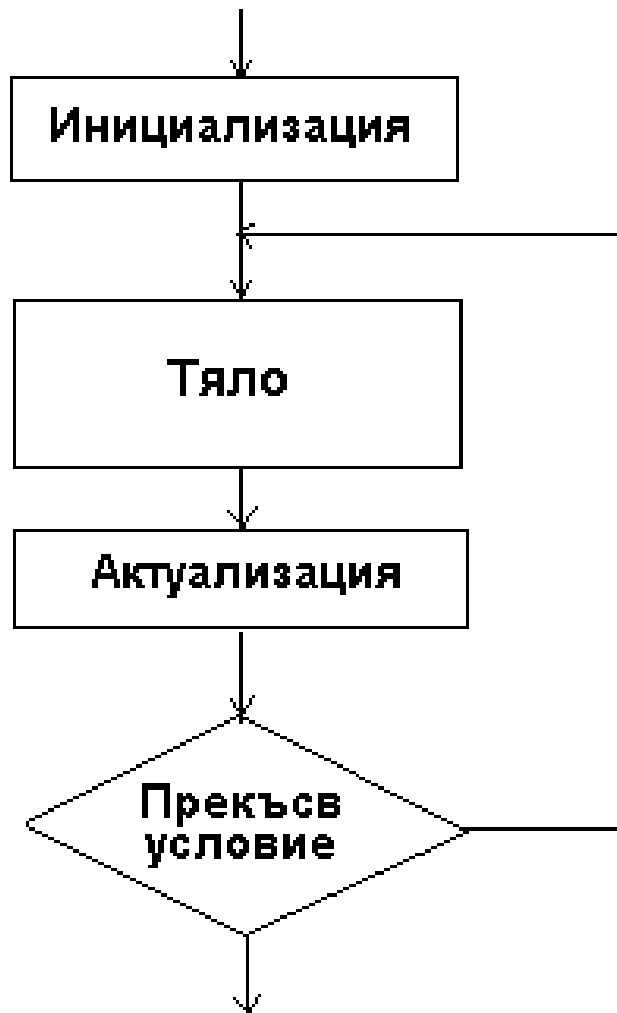 Инициализация
Тяло
Актуализация
Прекъсв
условие